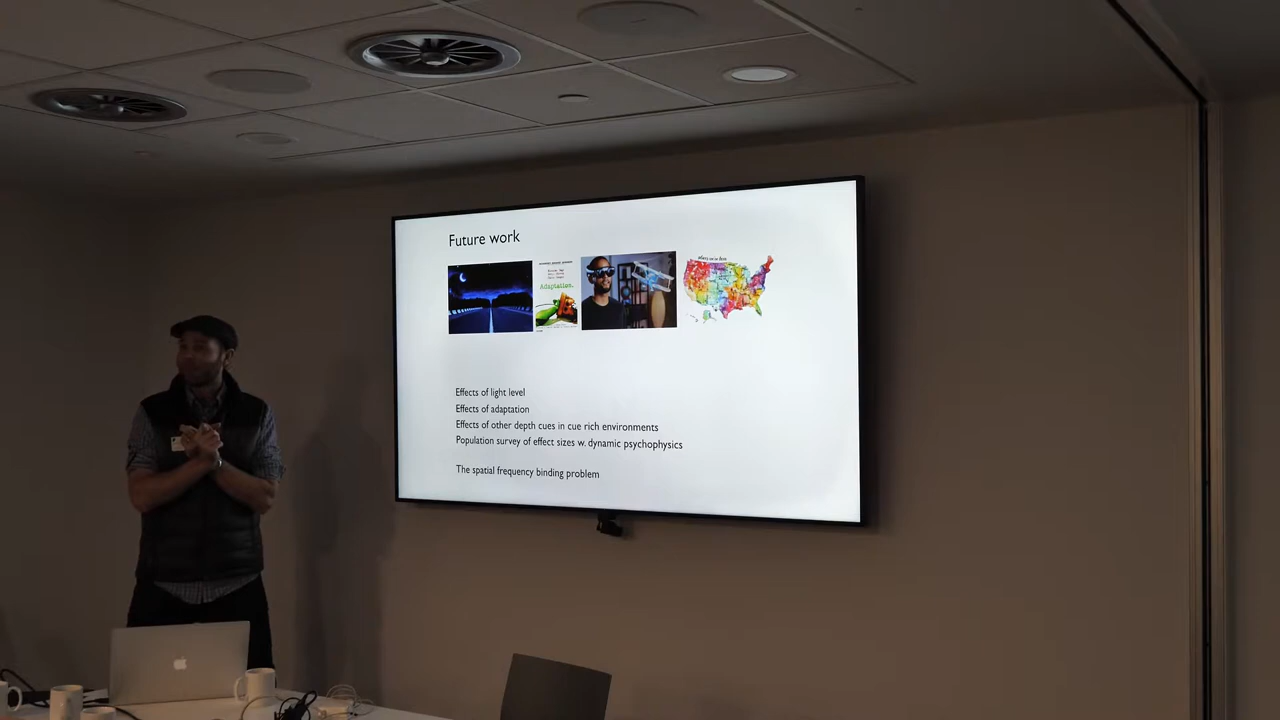 Future work
Adaptation.
Effects of light level
Effects of adaptation
Effects of other depth cues in cue rich environments
Population survey of effect sizes w. dynamic psychophysics
The spatial frequency binding problem